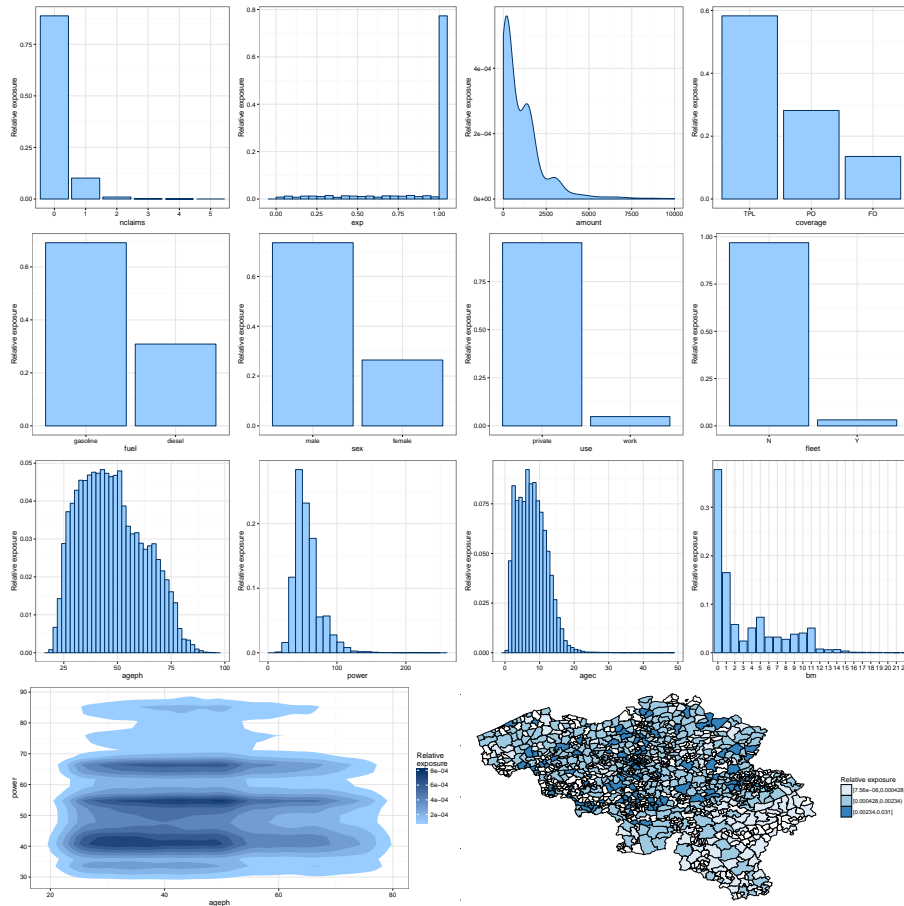 Relative exposure
0.75
0.50
0.25
0.00
0 1 2 3 4 5
nclaims
Relative exposure
0.8
0.6
0.4
0.2
0.0
0.00 0.25 0.50 0.75 1.00
exp
Relative exposure
4e−04
2e−04
0e+00
0 2500 5000 7500 10000
amount
Relative exposure
0.6
0.4
0.2
0.0
TPL PO FO
coverage
Relative exposure
0.6
0.4
0.2
0.0
gasoline diesel
fuel
Relative exposure
0.6
0.4
0.2
0.0
male female
sex
Relative exposure
0.75
0.50
0.25
0.00
private work
use
Relative exposure
1.00
0.75
0.50
0.25
0.00
N Y
fleet
Relative exposure
0.05
0.04
0.03
0.02
0.01
0.00
25 50 75 100
ageph
Relative exposure
0.2
0.1
0.0
0 100 200
power
Relative exposure
0.075
0.050
0.025
0.000
0 10 20 30 40 50
agec
Relative exposure
0.3
0.2
0.1
0.0
0 1 2 3 4 5 6 7 8 9 10 11 12 13 14 15 16 17 18 19 20 21
bm
power
90
80
70
60
50
40
30
20 40 60 80
ageph
Relative
exposure
8e−04
6e−04
4e−04
2e−04
Relative exposure
[7.56e−06,0.000428
[0.000428,0.00234)
[0.00234,0.031]